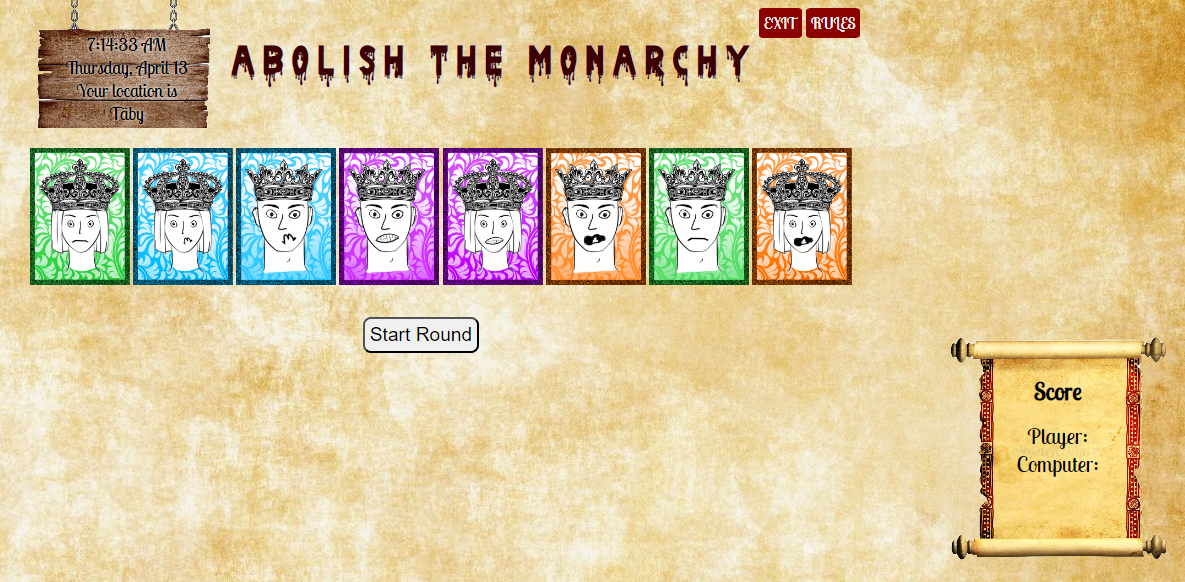 7:14:33 AM
Thursday, April 13
Your location is
Täby
ABOLISH THE MONARCHY
EXIT
RULES
Start Round
Score
Player:
Computer: